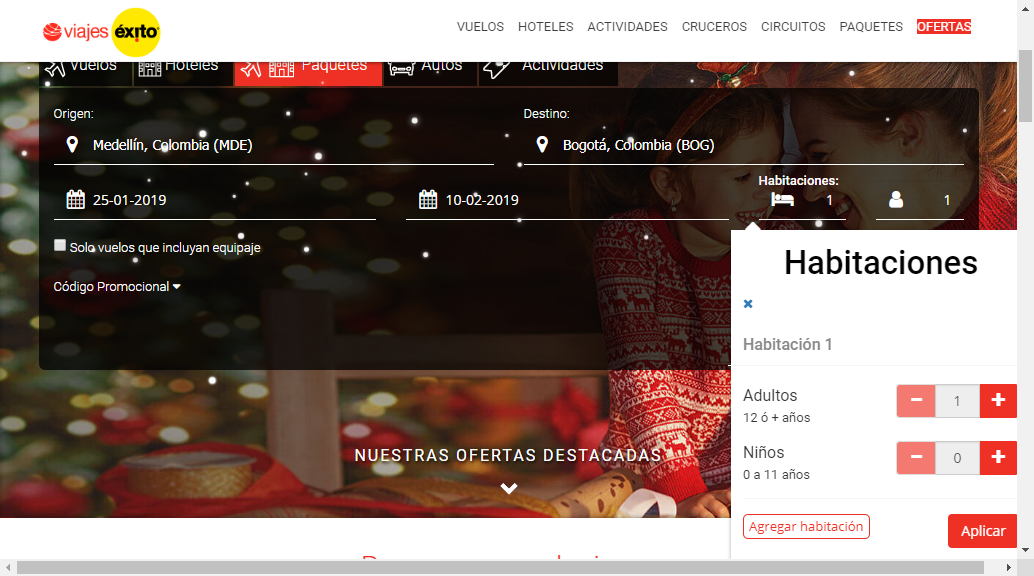 viajes éxito
VUELOS HOTELES ACTIVIDADES CRUCEROS CIRCUITOS PAQUETES OFERTAS
Vuelos Hoteles Paquetes Autos Actividades
Origen: Destino:
Medellín, Colombia (MDE) Bogotá, Colombia (BOG)
Habitaciones:
25-01-2019 10-02-2019 1 1
Solo vuelos que incluyan equipaje
Código Promocional
Habitaciones
Habitación 1
Adultos
12 ó + años
1
Niños
0 a 11 años
0
Agregar habitación Aplicar
NUESTRAS OFERTAS DESTACADAS